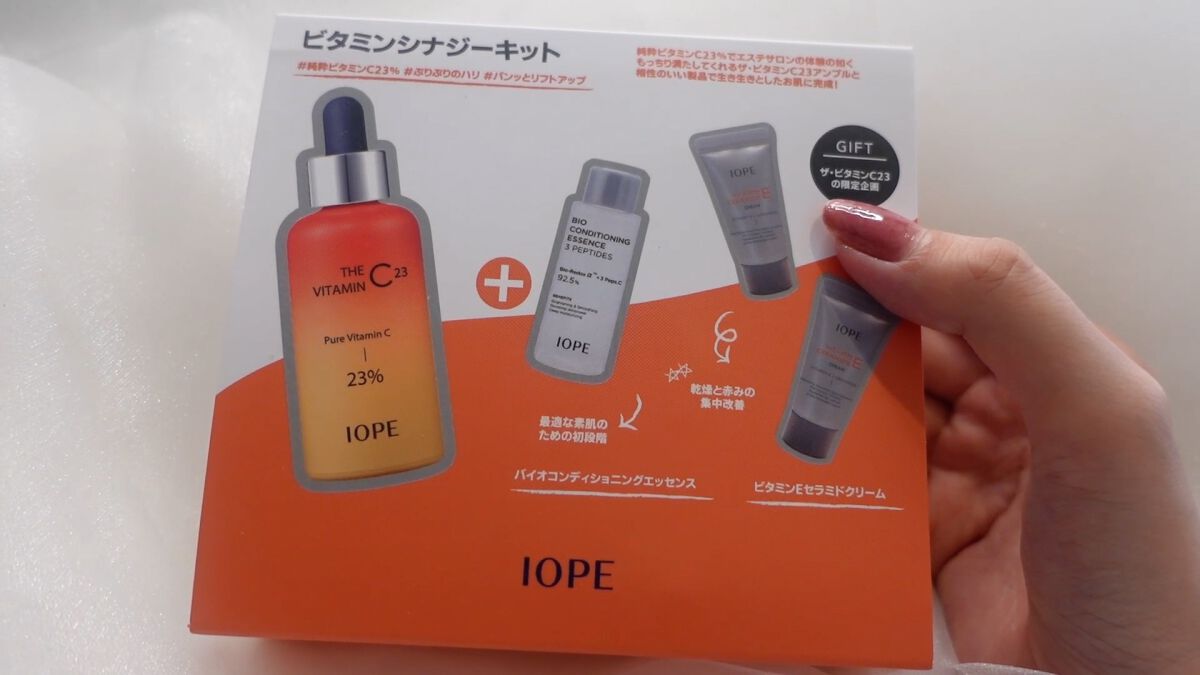 ビタミンシナジーキット
#純粋ビタミンC23% #ぷりぷりのハリ #パンッとリフトアップ
純粋ビタミンC23%でエステサロンの体験の如く
もっちり満たしてくれるザ・ビタミンC23アンプルと
相性のいい製品で生き生きとしたお肌に完成!
GIFT
ザ・ビタミンC23
の限定企画
THE
VITAMIN C23
Pure Vitamin C
23%
IOPE
BIO
CONDITIONING
ESSENCE
3 PEPTIDES
92.5%
BENEFITS
IOPE
IOPE
CREAM
IOPE
CREAM
乾燥と赤みの
集中改善
最適な素肌の
ための初段階
バイオコンディショニングエッセンス
ビタミンEセラミドクリーム
IOPE